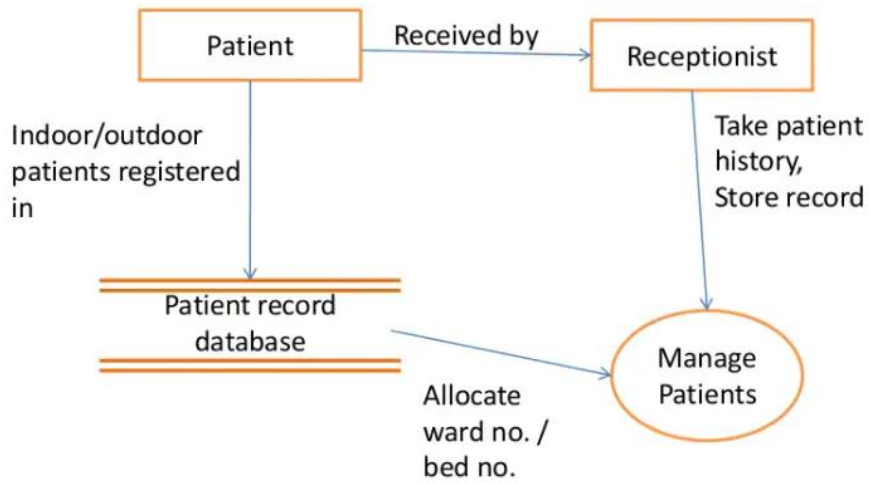 Patient
Received by
Receptionist
Indoor/outdoor
patients registered
in
Take patient
history,
Store record
Patient record
database
Manage
Patients
Allocate
ward no. /
bed no.